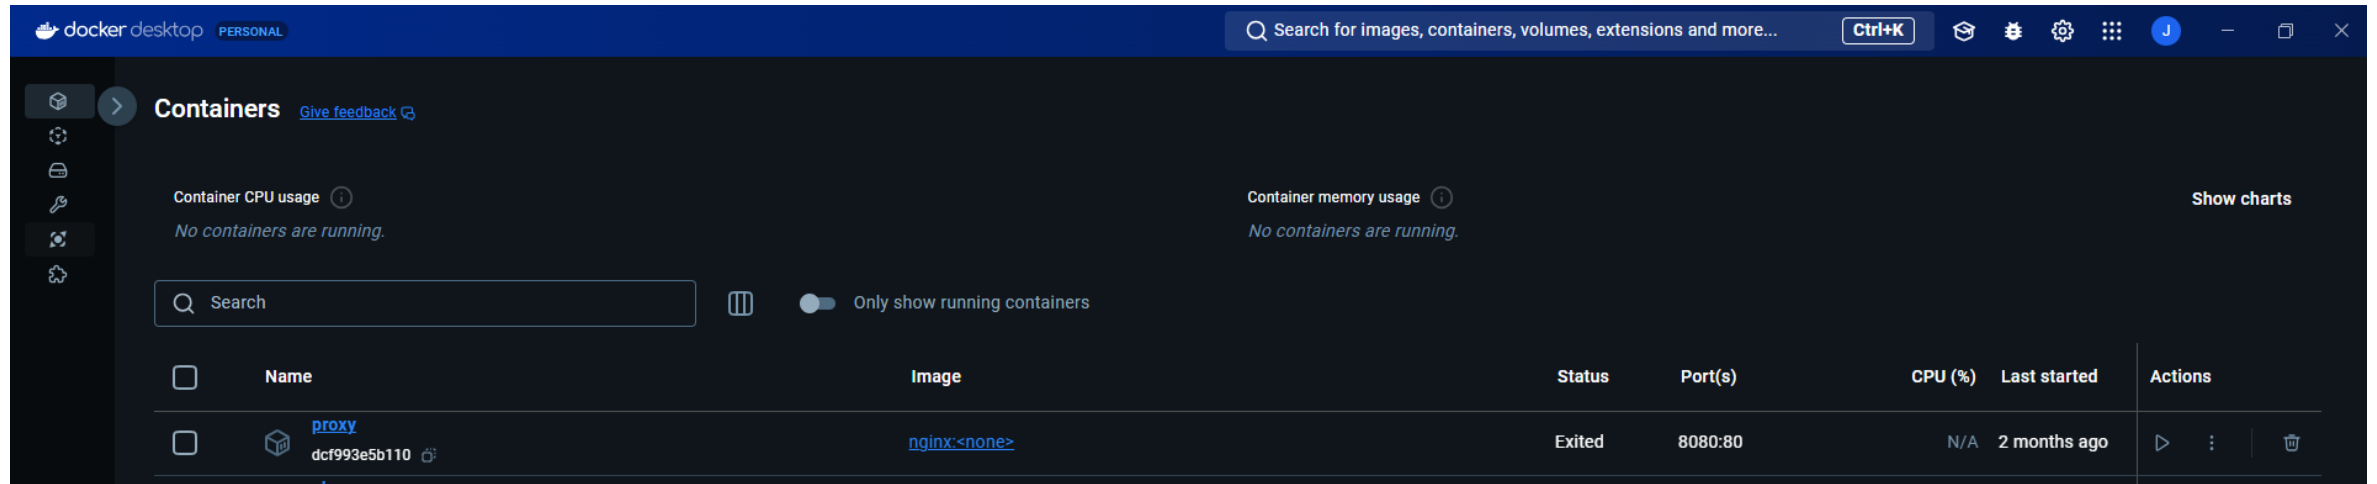 docker desktop PERSONAL
Search for images, containers, volumes, extensions and more... Ctrl+K
J
Containers Give feedback
Container CPU usage
No containers are running.
Container memory usage
No containers are running.
Show charts
Search
Only show running containers
Name Image Status Port(s) CPU (%) Last started Actions
proxy
dcf993e5b110
nginx:<none> Exited 8080:80 N/A 2 months ago